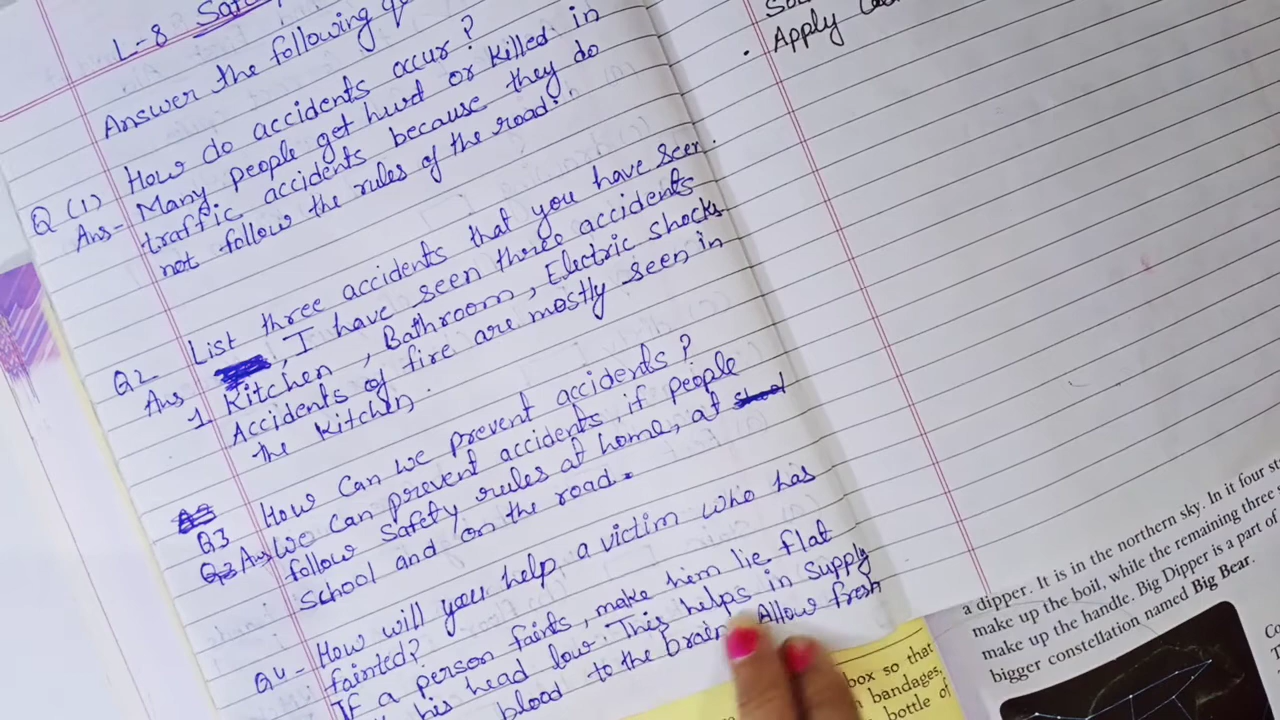 L-8
Answer the following
Q (1) How do accidents occur?
Ans- Many people get hurd or killed in
traffic accidents because they do
not follow the rules of the road.
Q2 List three accidents that you have seen.
Ans , I have seen three accidents
1 Kitchen, Bathroom, Electric shocks
Accidents of fire are mostly seen in
the Kitchen.
Q3 How can we prevent accidents?
Ans We can prevent accidents, if people
follow safety rules at home, at
school and on the road.
Q4- How will you help a victim who has
fainted?
If a person faints, make him lie flat
his head low. This helps in supply
blood to the brain. Allow fresh
Apply
a dipper. It is in the northern sky. In it four
make up the boil, while the remaining three
make up the handle. Big Dipper is a part of
bigger constellation named Big Bear.
box so that
bandages,
bottle of